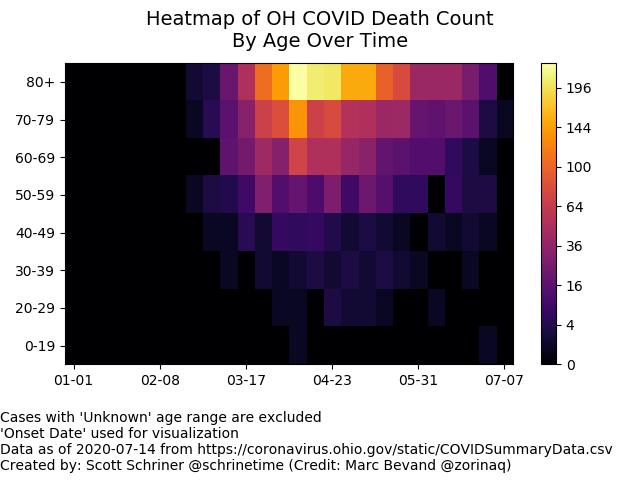 Heatmap of OH COVID Death Count
By Age Over Time
80+
70-79
60-69
50-59
40-49
30-39
20-29
0-19
01-01 02-08 03-17 04-23 05-31 07-07
196
144
100
64
36
16
4
0
Cases with 'Unknown' age range are excluded
'Onset Date' used for visualization
Data as of 2020-07-14 from https://coronavirus.ohio.gov/static/COVIDSummaryData.csv
Created by: Scott Schriner @schrinetime (Credit: Marc Bevand @zorinaq)